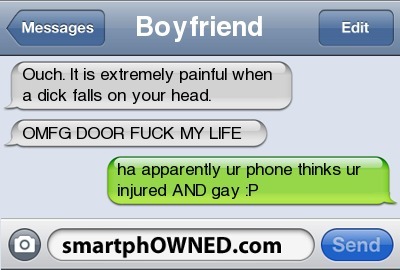 Messages
Boyfriend
Edit
Ouch. It is extremely painful when
a dick falls on your head.
OMFG DOOR FUCK MY LIFE
ha apparently ur phone thinks ur
injured AND gay :P
smartphOWNED.com
Send